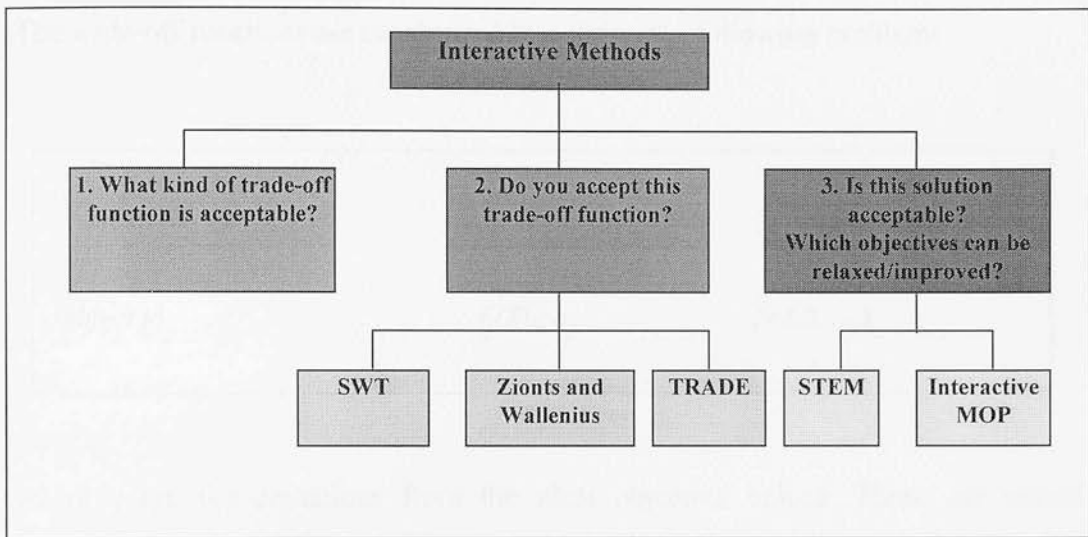 Interactive Methods
1. What kind of trade-off
function is acceptable?
2. Do you accept this
trade-off function?
3. Is this solution
acceptable?
Which objectives can be
relaxed/improved?
SWT
Zionts and
Wallenius
TRADE
STEM
Interactive
MOP